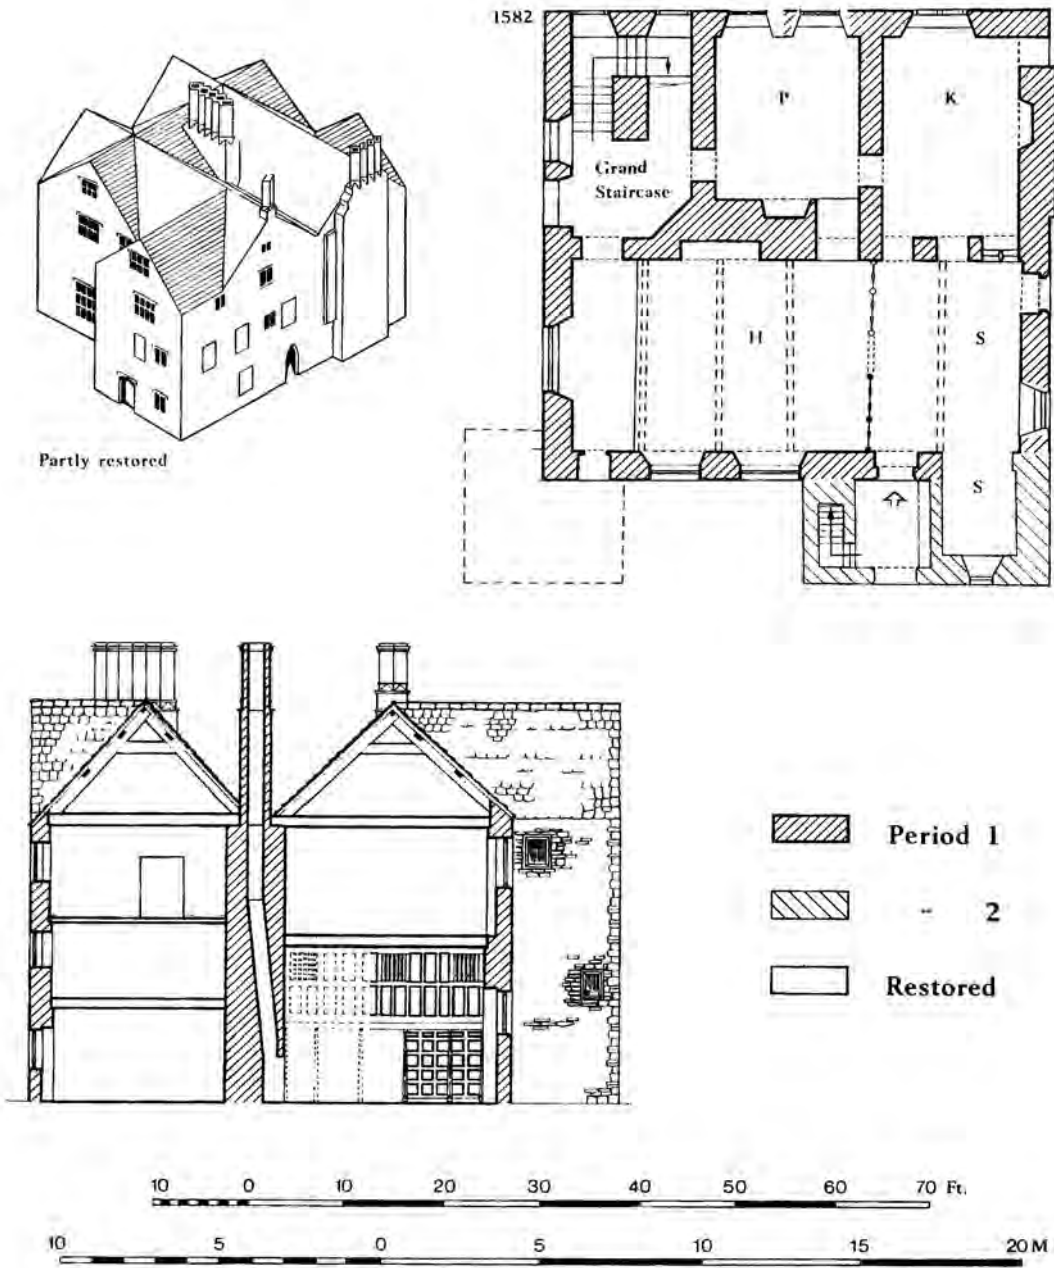 1582
P
K
Grand
Staircase
H
S
S
Partly restored
Period 1
" 2
Restored
10 0 10 20 30 40 50 60 70 Ft.
10 5 0 5 10 15 20 M